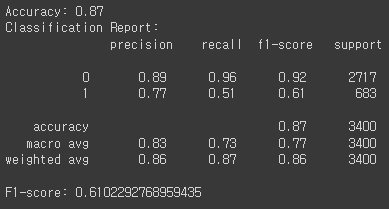 Accuracy: 0.87
Classification Report:
precision recall f1-score support
0 0.89 0.96 0.92 2717
1 0.77 0.51 0.61 683
accuracy 0.87 3400
macro avg 0.83 0.73 0.77 3400
weighted avg 0.86 0.87 0.86 3400
F1-score: 0.6102292768959435